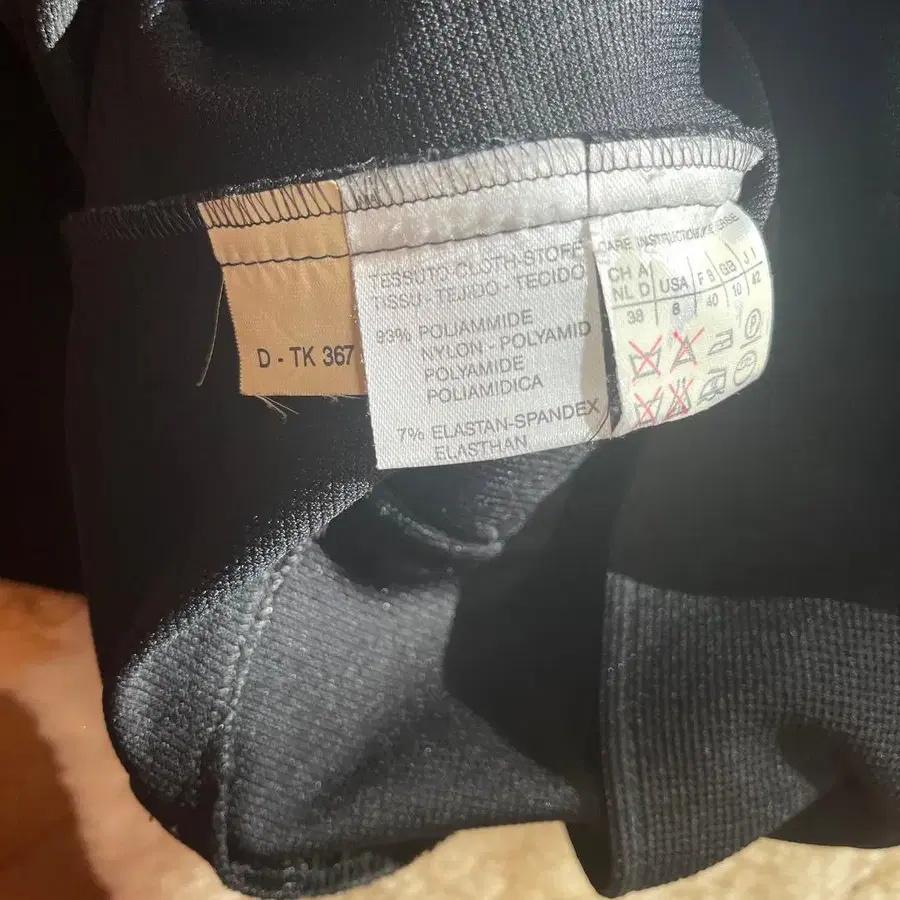 D - TK 367
TESSUTO-CLOTH-STOFF
TISSU - TEJIDO - TECIDO
93% POLIAMMIDE
NYLON - POLYAMID
POLYAMIDE
POLIAMIDICA
7% ELASTAN-SPANDEX
ELASTHAN
CARE INSTRUCTIONS
CH A NL D USA F B GB J I
38 8 40 10 42